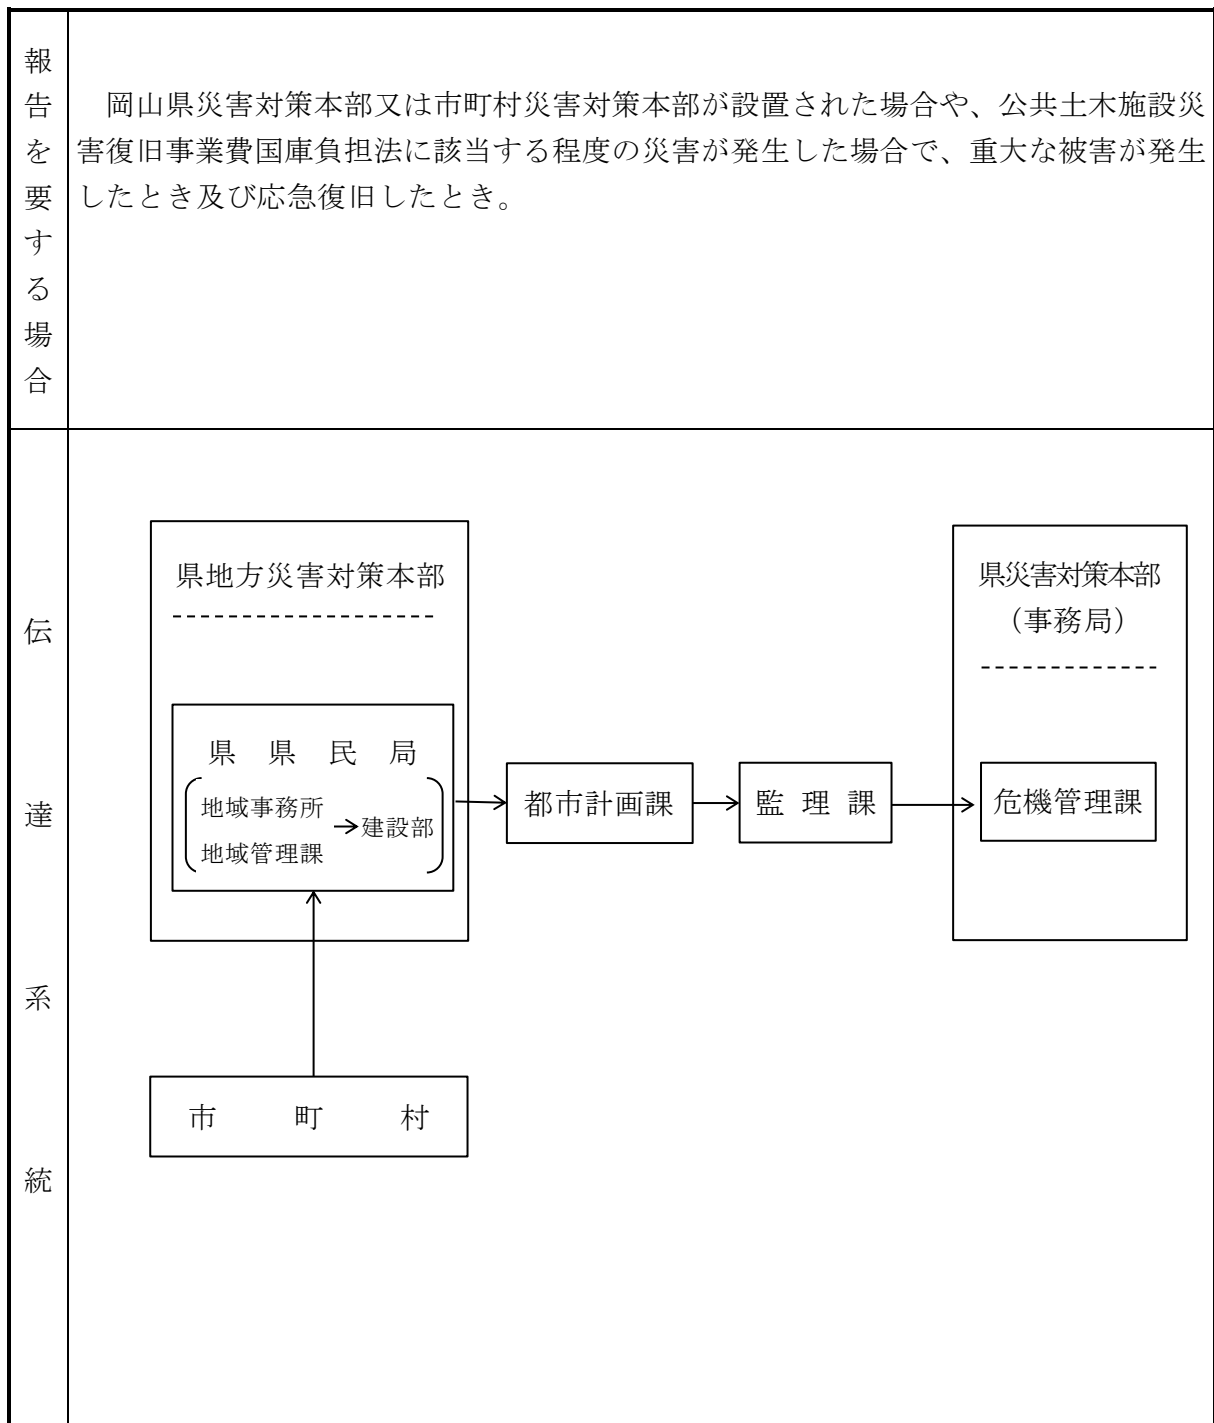 報告を要する場合
　岡山県災害対策本部又は市町村災害対策本部が設置された場合や、公共土木施設災
害復旧事業費国庫負担法に該当する程度の災害が発生した場合で、重大な被害が発生
したとき及び応急復旧したとき。
伝達系統
県地方災害対策本部
県県民局
地域事務所
地域管理課
建設部
都市計画課
監理課
県災害対策本部
（事務局）
危機管理課
市町村